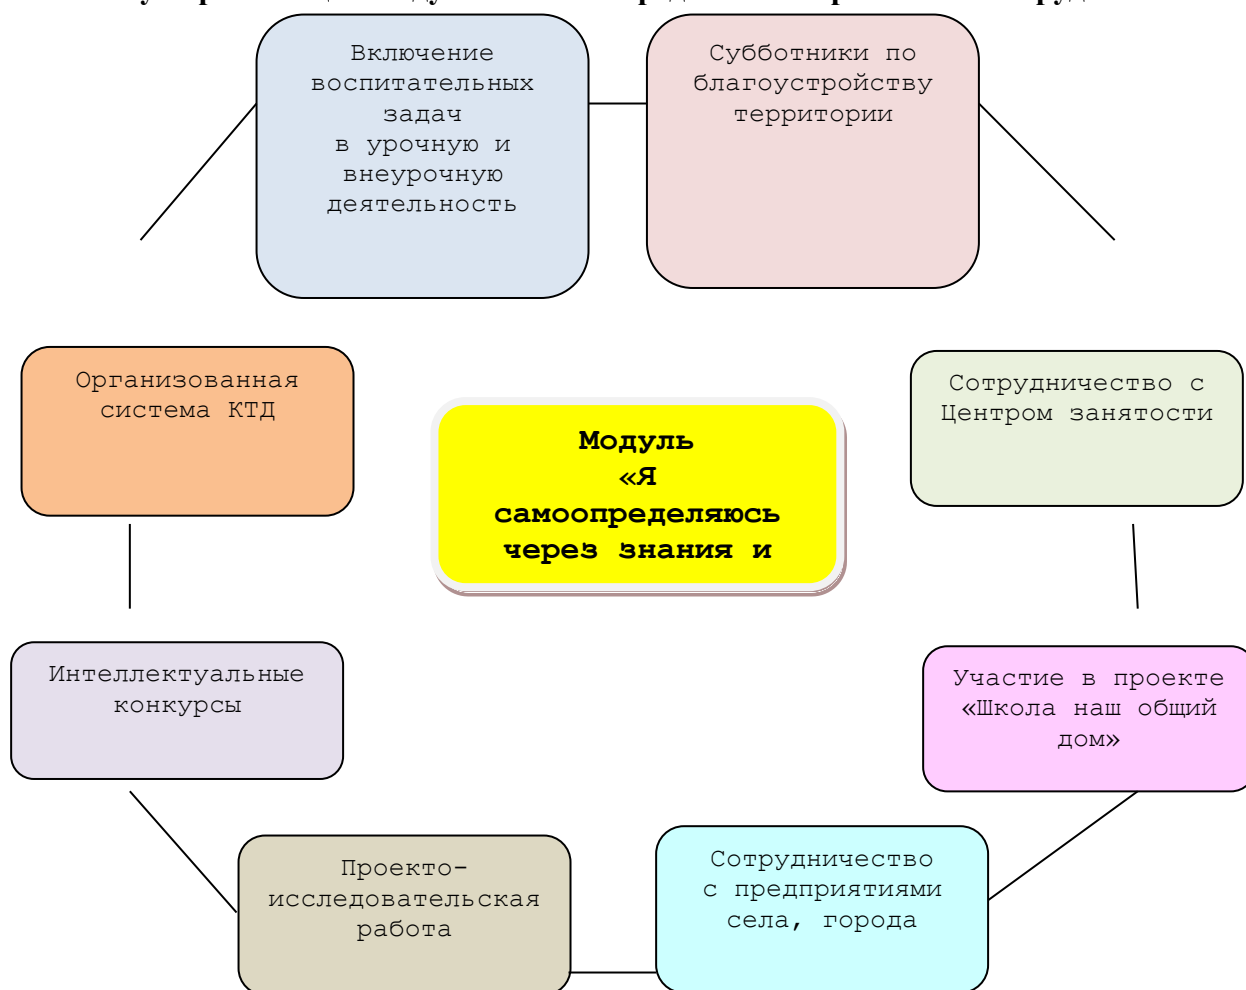 Включение
воспитательных
задач
в урочную и
внеурочную
деятельность
Субботники по
благоустройству
территории
Организованная
система КТД
Модуль
«Я
самоопределяюсь
через знания и
Сотрудничество с
Центром занятости
Интеллектуальные
конкурсы
Участие в проекте
«Школа наш общий
дом»
Проекто-
исследовательская
работа
Сотрудничество
с предприятиями
села, города